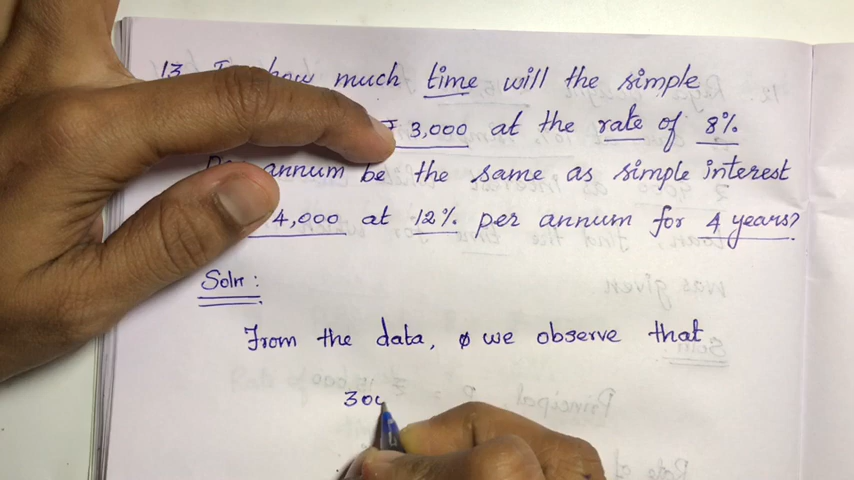 13. In how much time will the simple
₹ 3,000 at the rate of 8%
Per annum be the same as simple interest
4,000 at 12% per annum for 4 years?
Soln :
From the data, we observe that
300